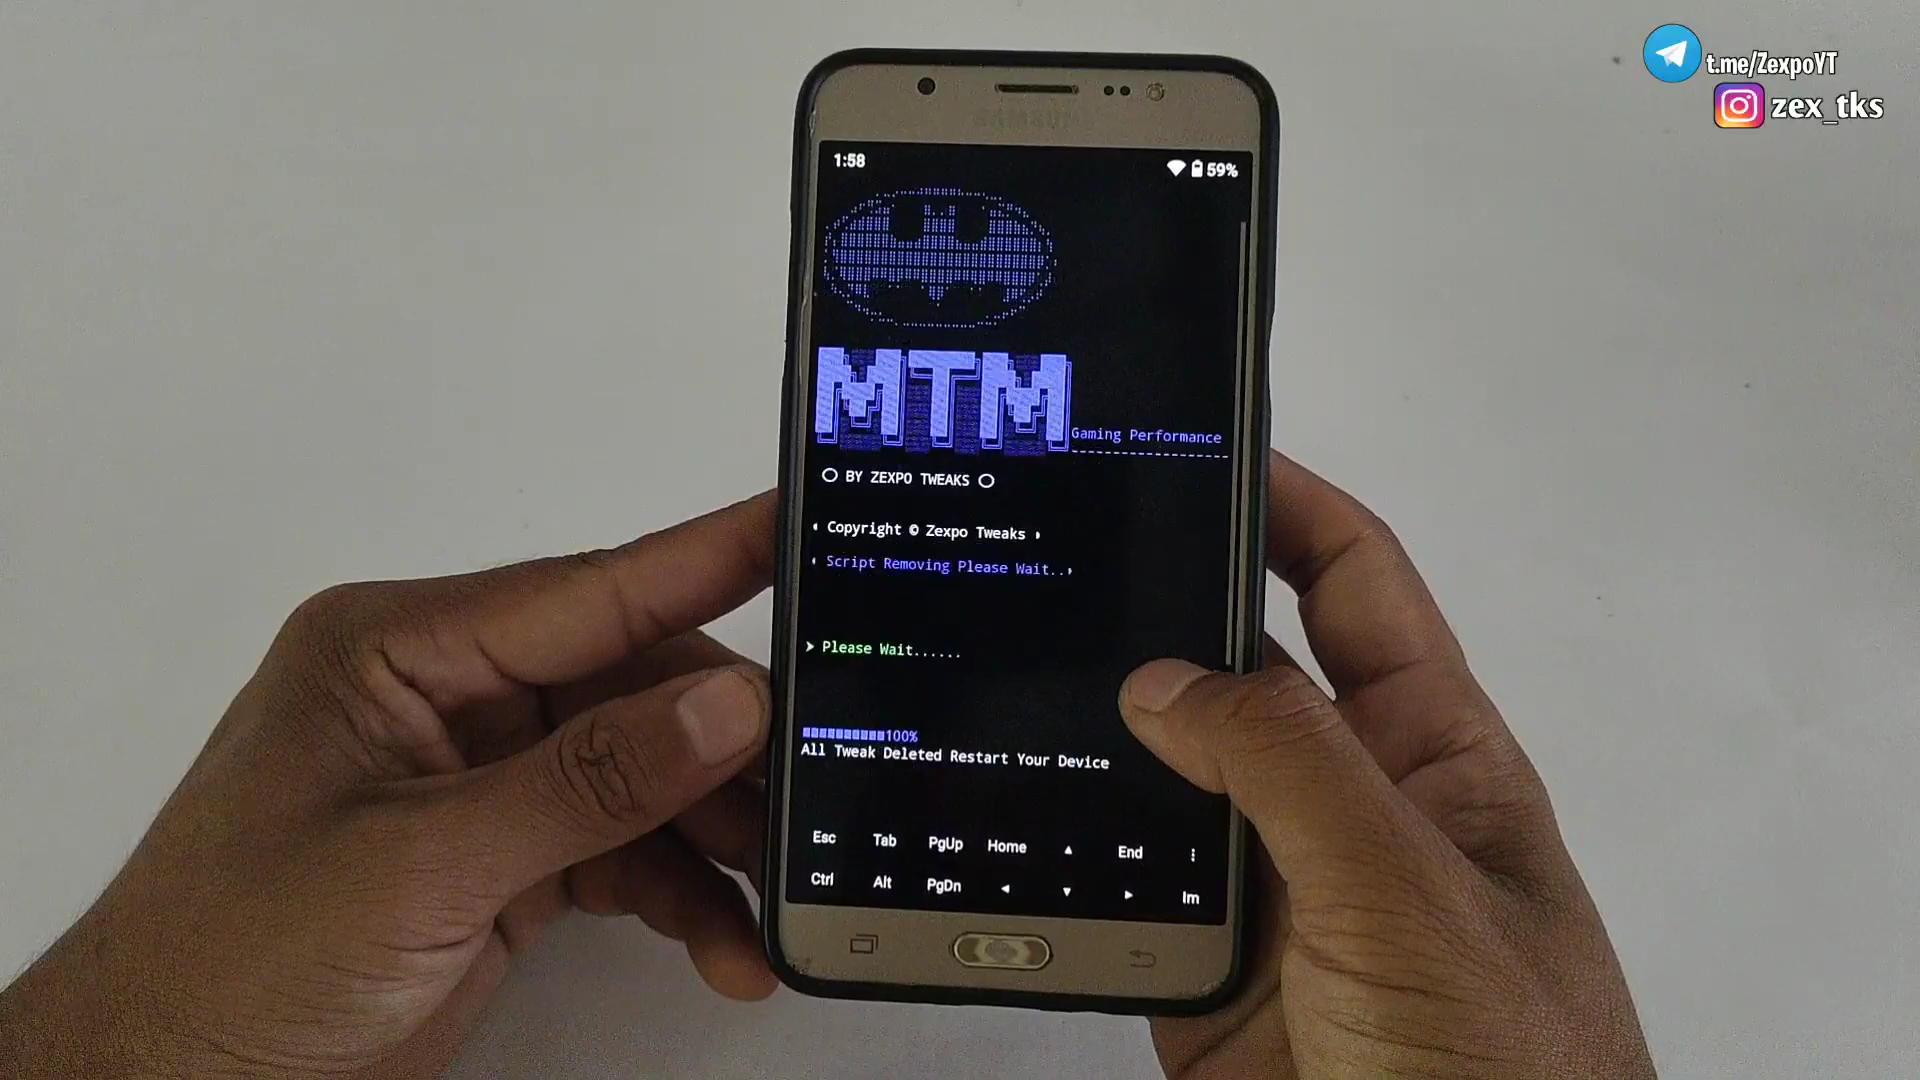 t.me/ZexpoYT
zex_tks
SAMSUNG
1:58
59%
MTM
Gaming Performance
BY ZEXPO TWEAKS
Copyright © Zexpo Tweaks
Script Removing Please Wait..
> Please Wait......
100%
All Tweak Deleted Restart Your Device
Esc Tab PgUp Home ▲ End ⋮
Ctrl Alt PgDn ◄ ▼ ► Im